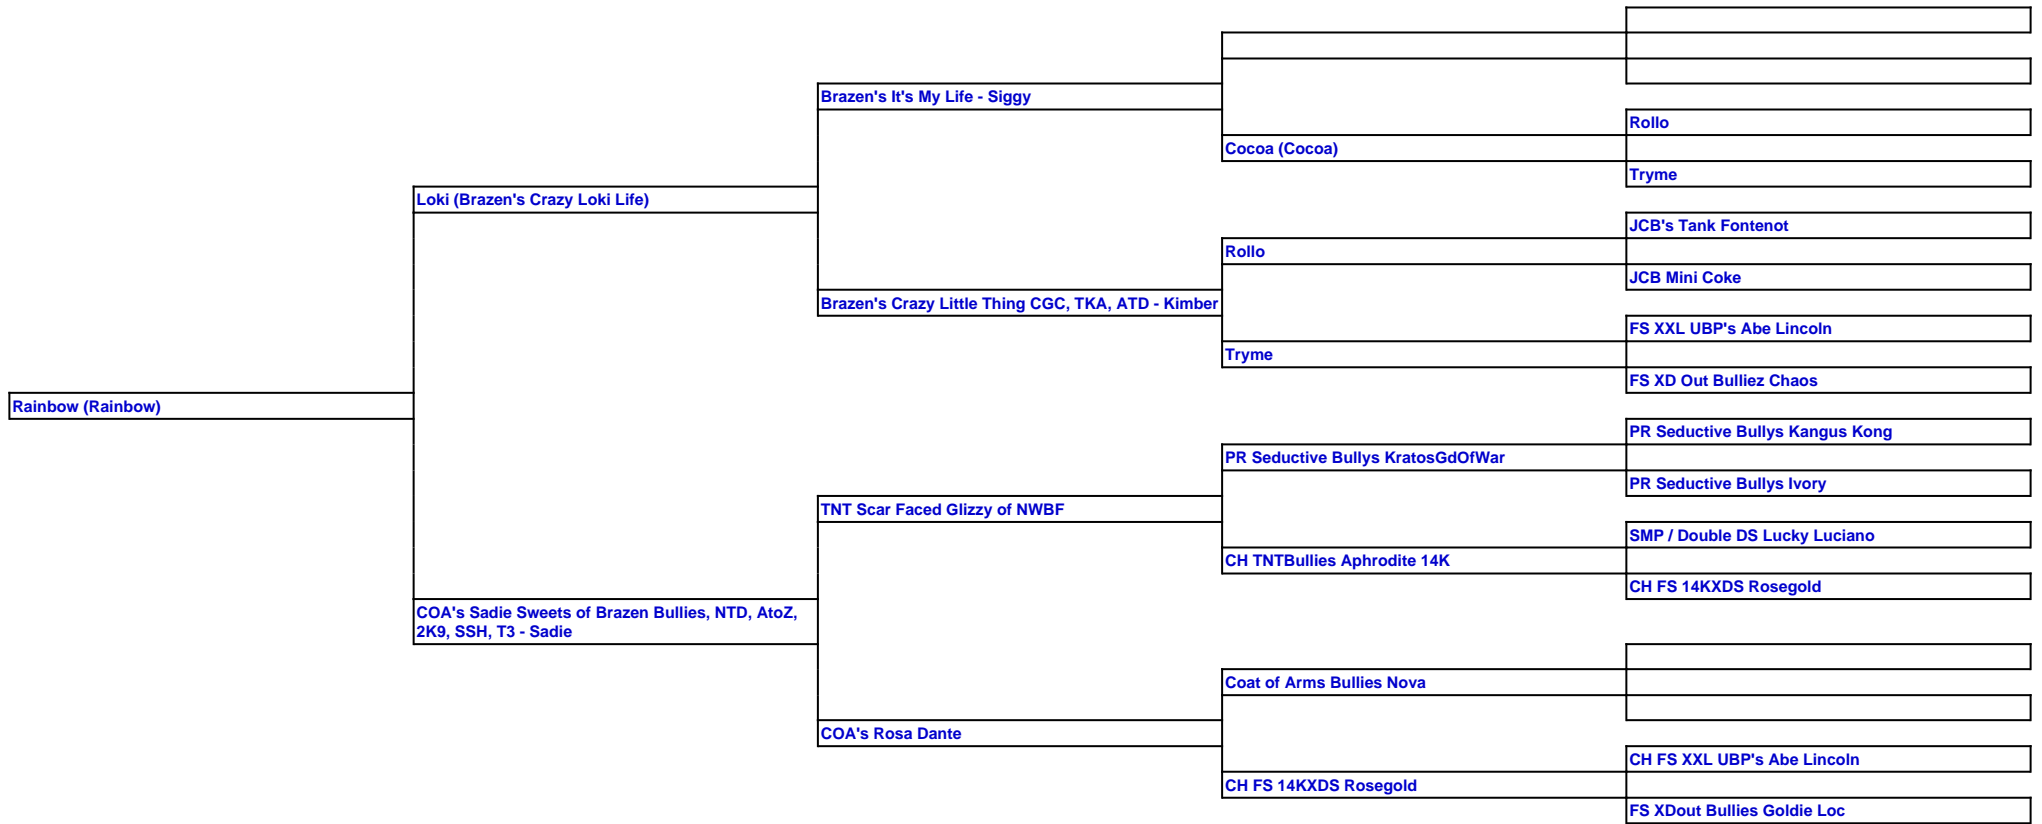 Brazen's It's My Life - Siggy
Rollo
Cocoa (Cocoa)
Tryme
Loki (Brazen's Crazy Loki Life)
JCB's Tank Fontenot
Rollo
JCB Mini Coke
Brazen's Crazy Little Thing CGC, TKA, ATD - Kimber
FS XXL UBP's Abe Lincoln
Tryme
FS XD Out Bulliez Chaos
Rainbow (Rainbow)
PR Seductive Bullys Kangus Kong
PR Seductive Bullys KratosGdOfWar
PR Seductive Bullys Ivory
TNT Scar Faced Glizzy of NWBF
SMP / Double DS Lucky Luciano
CH TNTBullies Aphrodite 14K
CH FS 14KXDS Rosegold
COA's Sadie Sweets of Brazen Bullies, NTD, AtoZ,
2K9, SSH, T3 - Sadie
Coat of Arms Bullies Nova
COA's Rosa Dante
CH FS XXL UBP's Abe Lincoln
CH FS 14KXDS Rosegold
FS XDout Bullies Goldie Loc